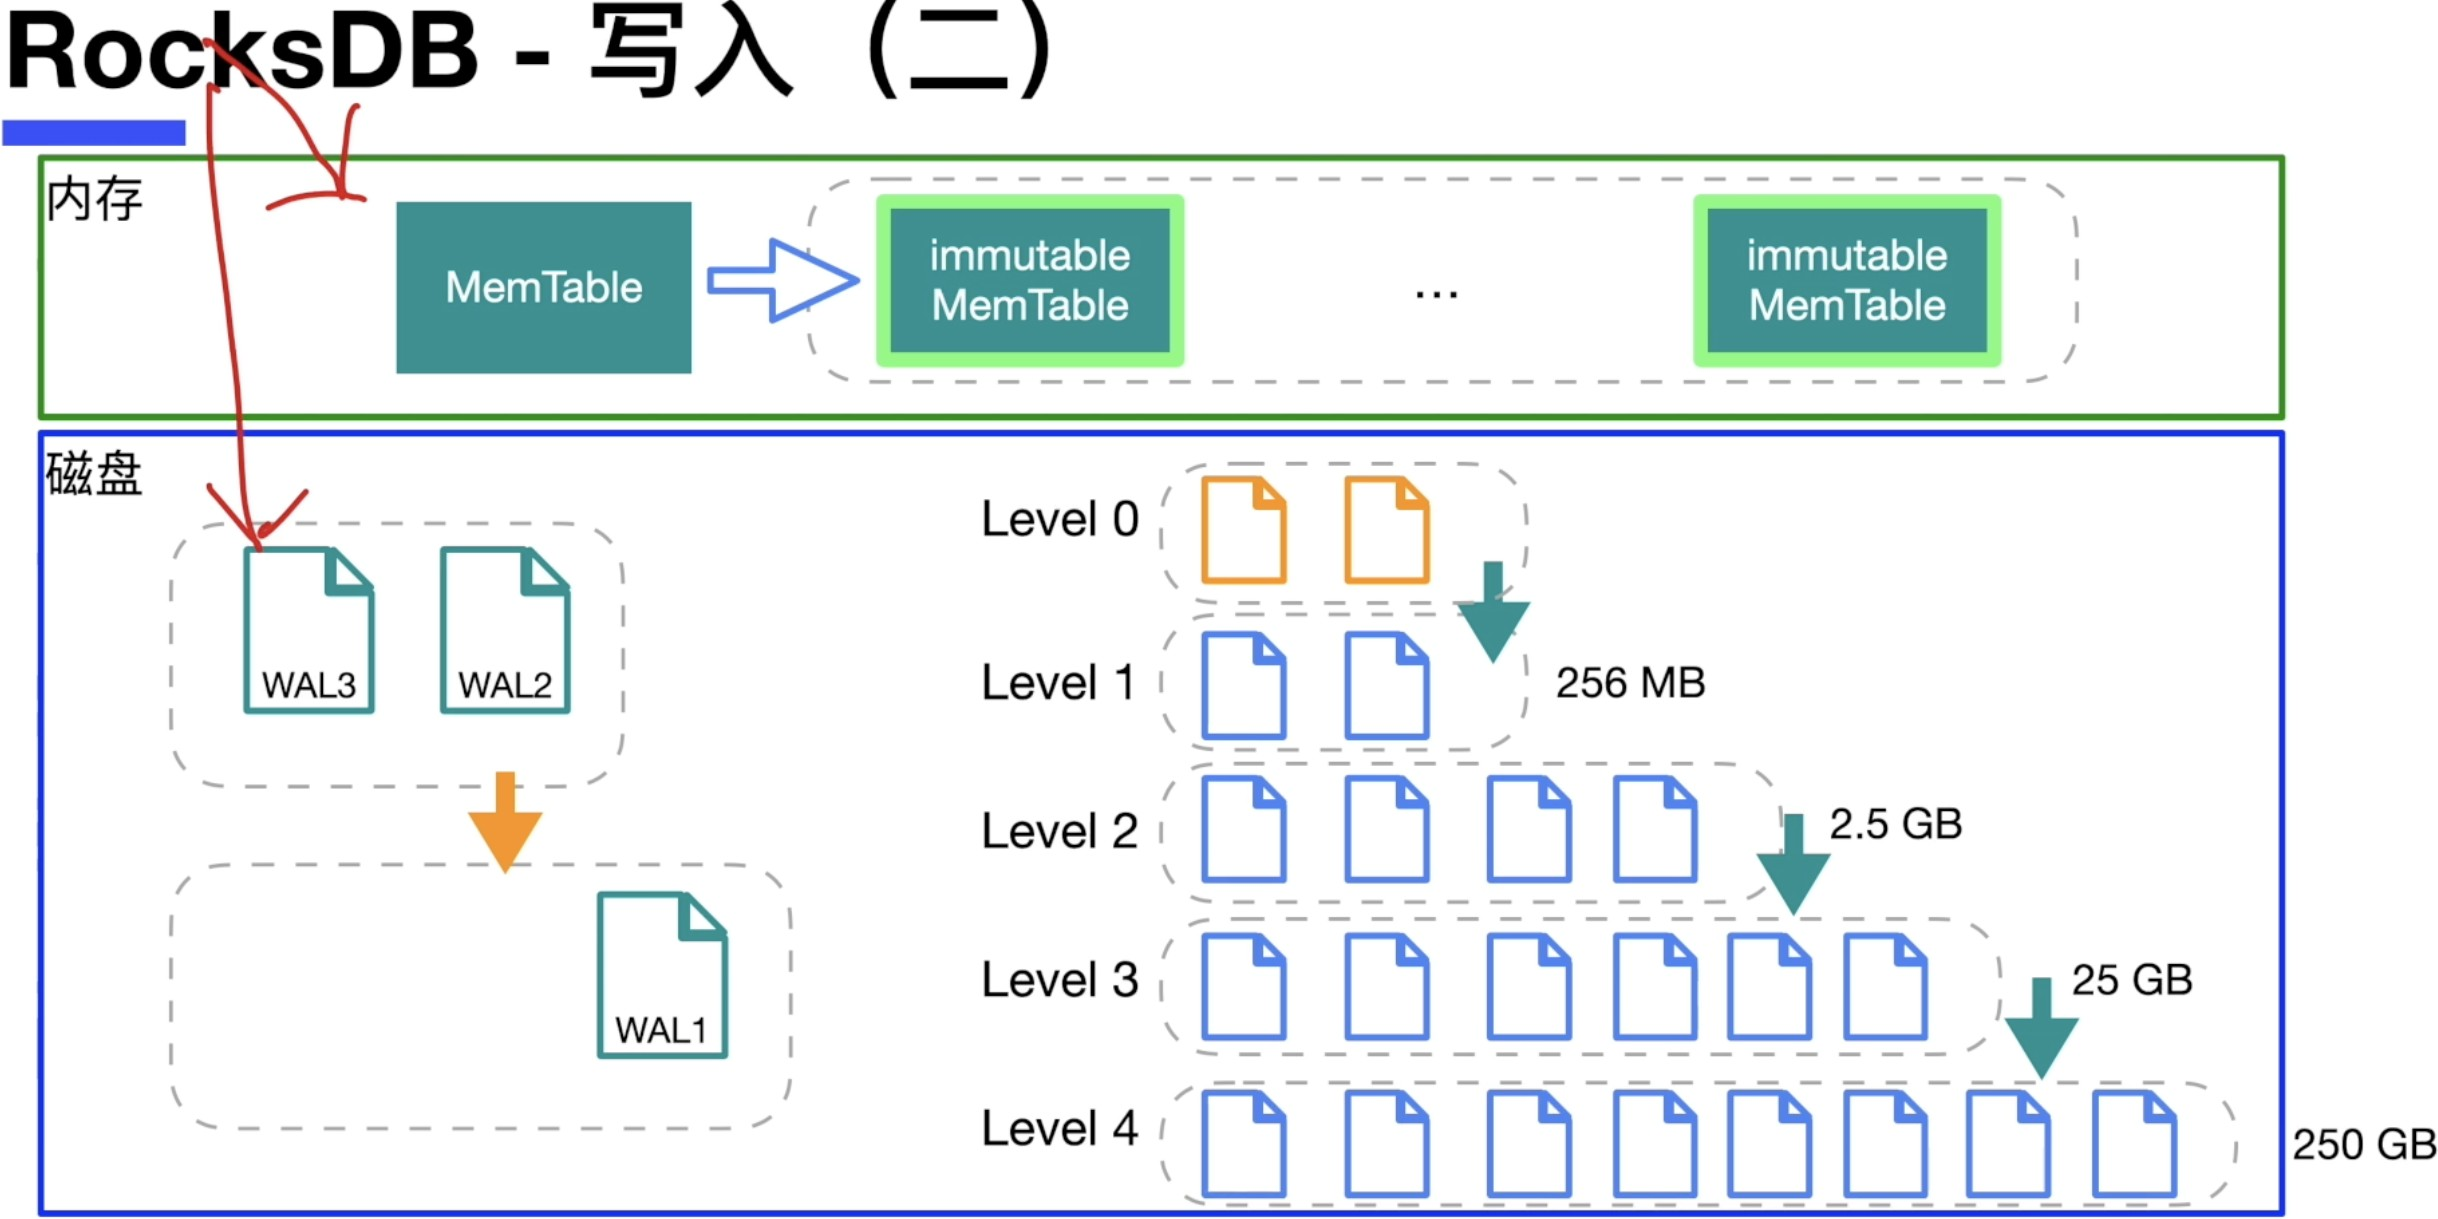 RocksDB - 写入（二）
内存
MemTable
immutable
MemTable
...
immutable
MemTable
磁盘
WAL3
WAL2
WAL1
Level 0
Level 1
256 MB
Level 2
2.5 GB
Level 3
25 GB
Level 4
250 GB